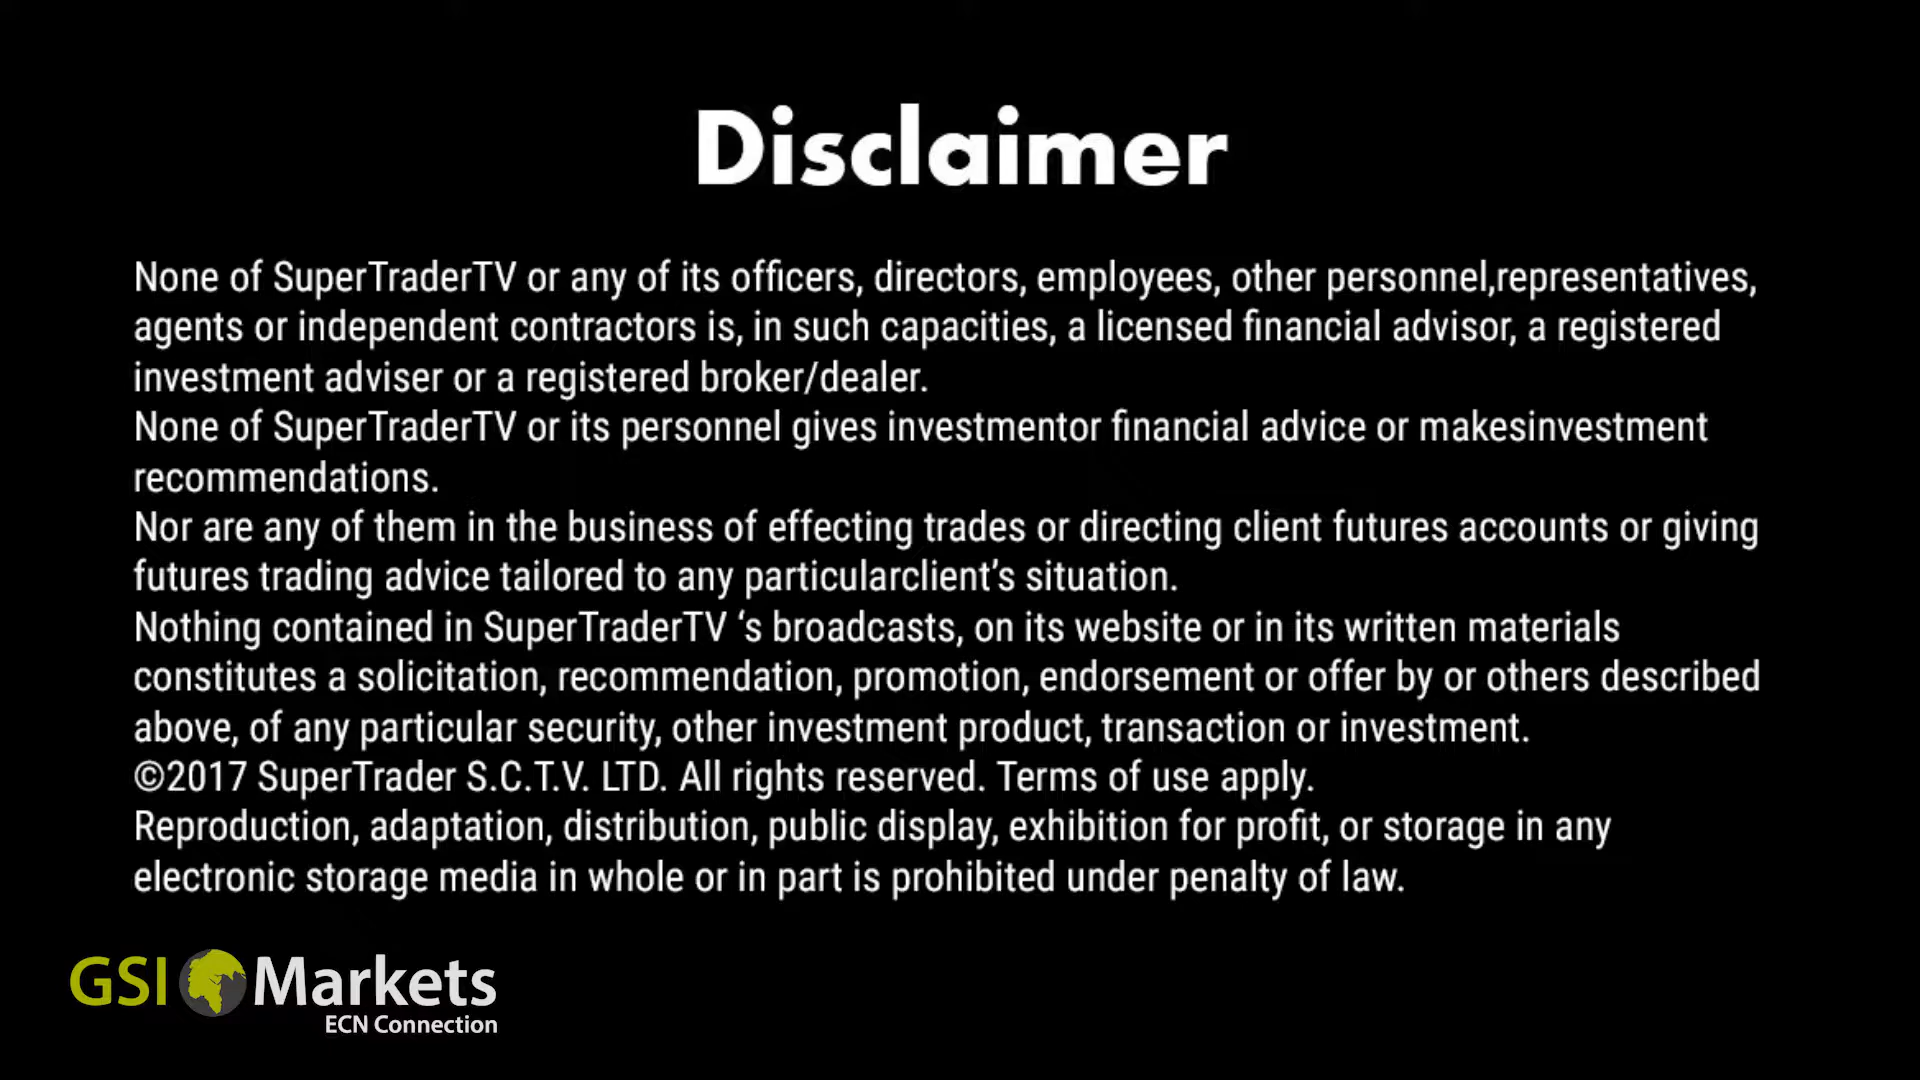 Disclaimer
None of SuperTraderTV or any of its officers, directors, employees, other personnel,representatives,
agents or independent contractors is, in such capacities, a licensed financial advisor, a registered
investment adviser or a registered broker/dealer.
None of SuperTraderTV or its personnel gives investmentor financial advice or makesinvestment
recommendations.
Nor are any of them in the business of effecting trades or directing client futures accounts or giving
futures trading advice tailored to any particularclient’s situation.
Nothing contained in SuperTraderTV ‘s broadcasts, on its website or in its written materials
constitutes a solicitation, recommendation, promotion, endorsement or offer by or others described
above, of any particular security, other investment product, transaction or investment.
©2017 SuperTrader S.C.T.V. LTD. All rights reserved. Terms of use apply.
Reproduction, adaptation, distribution, public display, exhibition for profit, or storage in any
electronic storage media in whole or in part is prohibited under penalty of law.
GSI Markets
ECN Connection